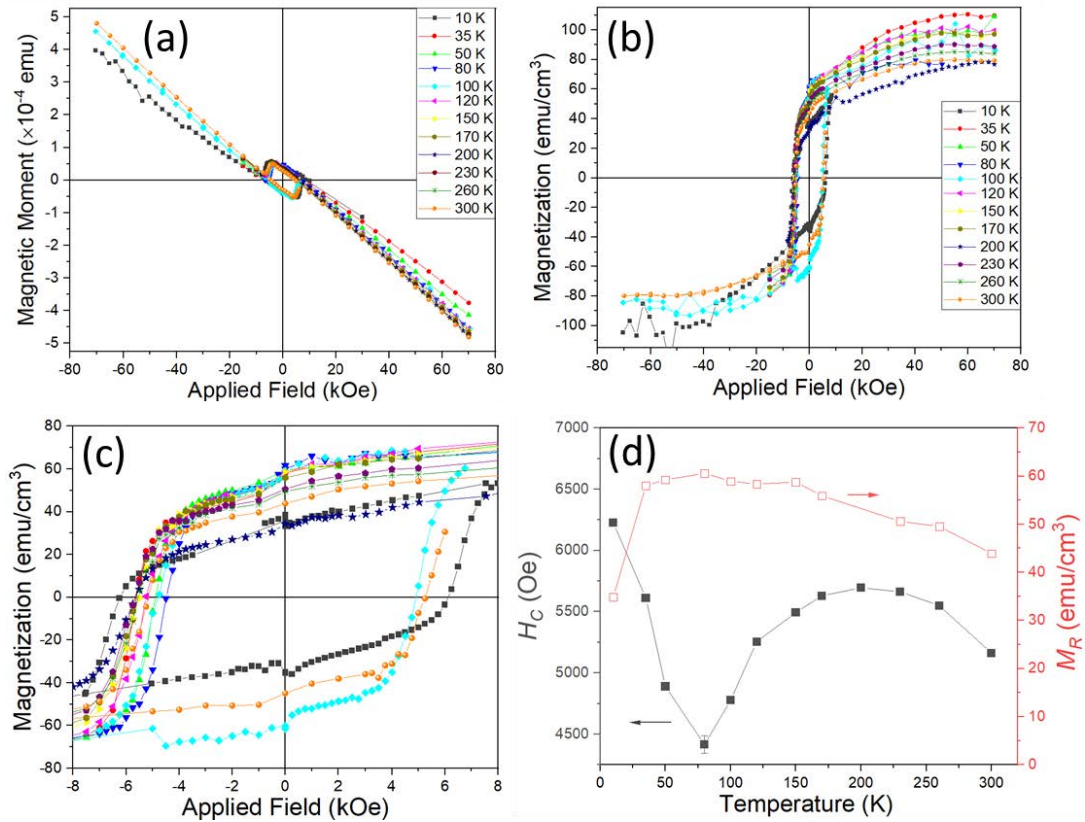 (a)
Magnetic Moment (×10⁻⁴ emu)
5
4
3
2
1
0
-1
-2
-3
-4
-5
-80 -60 -40 -20 0 20 40 60 80
Applied Field (kOe)
10 K
35 K
50 K
80 K
100 K
120 K
150 K
170 K
200 K
230 K
260 K
300 K
(b)
Magnetization (emu/cm³)
100
80
60
40
20
0
-20
-40
-60
-80
-100
-80 -60 -40 -20 0 20 40 60 80
Applied Field (kOe)
10 K
35 K
50 K
80 K
100 K
120 K
150 K
170 K
200 K
230 K
260 K
300 K
(c)
Magnetization (emu/cm³)
80
60
40
20
0
-20
-40
-60
-80
-8 -6 -4 -2 0 2 4 6 8
Applied Field (kOe)
(d)
H_C (Oe)
7000
6500
6000
5500
5000
4500
0 50 100 150 200 250 300
Temperature (K)
70
60
50
40
30
20
10
0
M_R (emu/cm³)